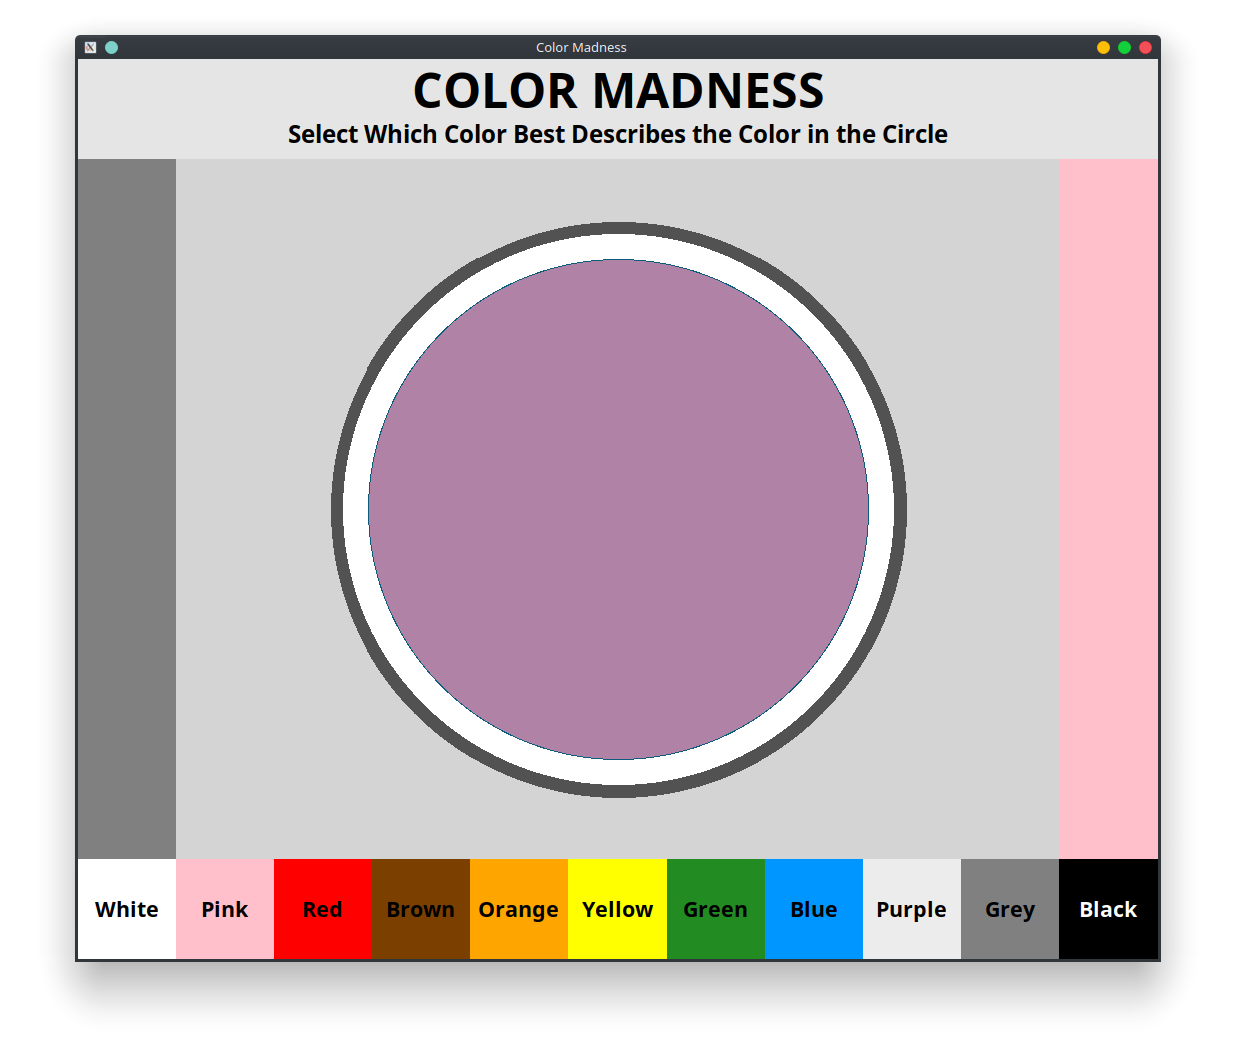 Color Madness
COLOR MADNESS
Select Which Color Best Describes the Color in the Circle
White Pink Red Brown Orange Yellow Green Blue Purple Grey Black